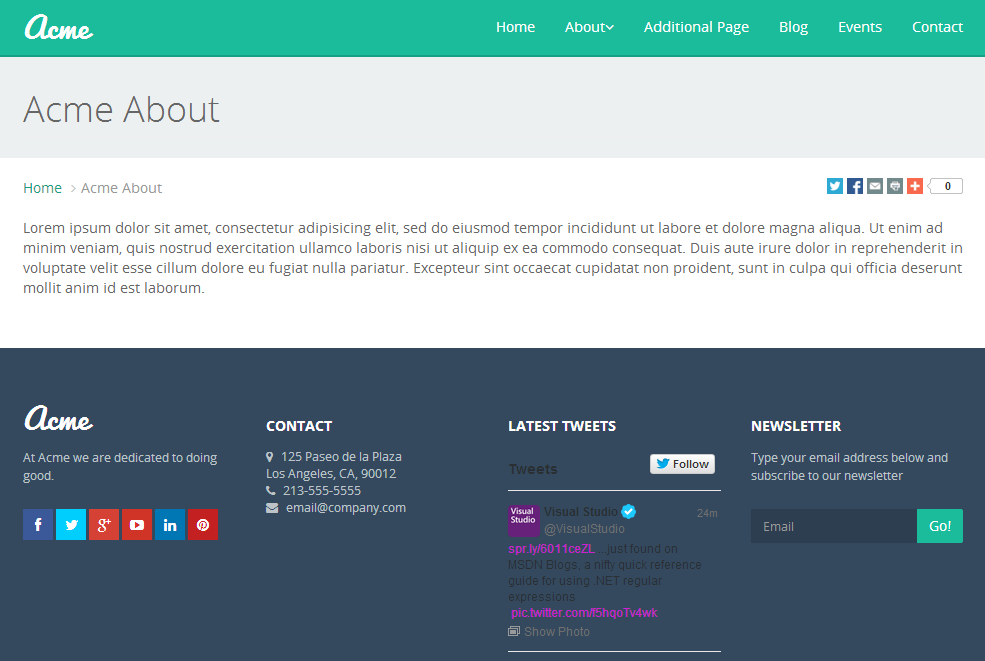 Acme
Home About Additional Page Blog Events Contact
Acme About
Home > Acme About
0
Lorem ipsum dolor sit amet, consectetur adipisicing elit, sed do eiusmod tempor incididunt ut labore et dolore magna aliqua. Ut enim ad
minim veniam, quis nostrud exercitation ullamco laboris nisi ut aliquip ex ea commodo consequat. Duis aute irure dolor in reprehenderit in
voluptate velit esse cillum dolore eu fugiat nulla pariatur. Excepteur sint occaecat cupidatat non proident, sunt in culpa qui officia deserunt
mollit anim id est laborum.
Acme
At Acme we are dedicated to doing
good.
CONTACT
125 Paseo de la Plaza
Los Angeles, CA, 90012
213-555-5555
email@company.com
LATEST TWEETS
Tweets
Follow
Visual
Studio
Visual Studio
24m
@VisualStudio
spr.ly/6011ceZL ...just found on
MSDN Blogs, a nifty quick reference
guide for using .NET regular
expressions
pic.twitter.com/f5hqoTv4wk
Show Photo
NEWSLETTER
Type your email address below and
subscribe to our newsletter
Email
Go!